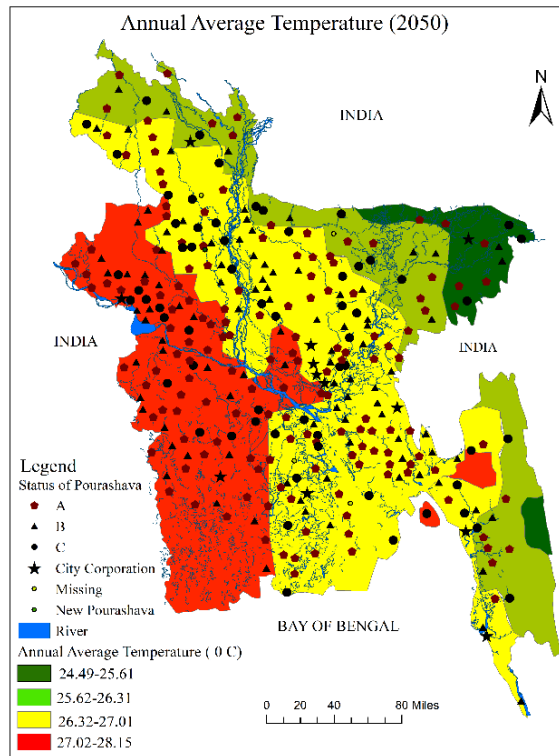 Annual Average Temperature (2050)
N
INDIA
INDIA
INDIA
Legend
Status of Pourashava
A
B
C
City Corporation
Missing
New Pourashava
River
BAY OF BENGAL
Annual Average Temperature ( 0 C)
24.49-25.61
25.62-26.31
26.32-27.01
27.02-28.15
0 20 40 80 Miles